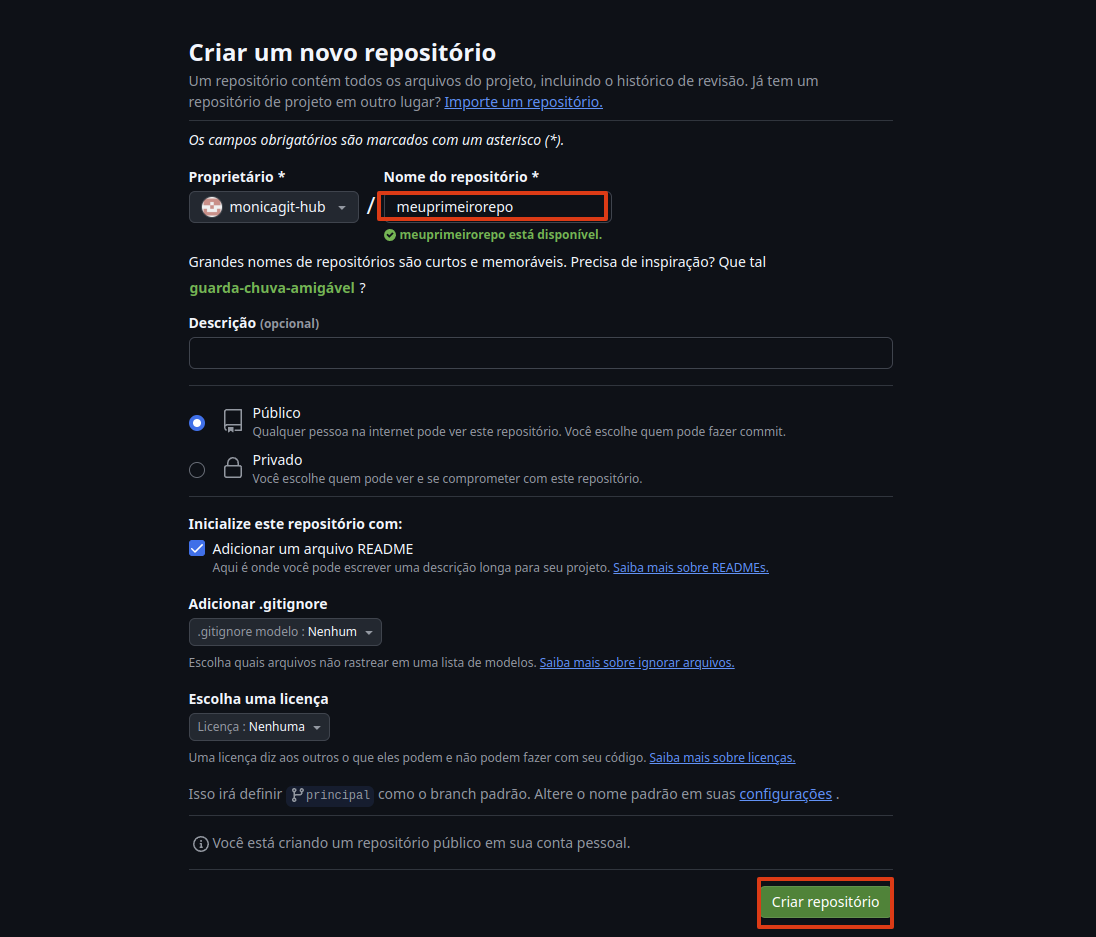 Criar um novo repositório
Um repositório contém todos os arquivos do projeto, incluindo o histórico de revisão. Já tem um
repositório de projeto em outro lugar? Importe um repositório.
Os campos obrigatórios são marcados com um asterisco (*).
Proprietário * Nome do repositório *
monicagit-hub / meuprimeirorepo
meuprimeirorepo está disponível.
Grandes nomes de repositórios são curtos e memoráveis. Precisa de inspiração? Que tal
guarda-chuva-amigável ?
Descrição (opcional)
Público
Qualquer pessoa na internet pode ver este repositório. Você escolhe quem pode fazer commit.
Privado
Você escolhe quem pode ver e se comprometer com este repositório.
Inicialize este repositório com:
Adicionar um arquivo README
Aqui é onde você pode escrever uma descrição longa para seu projeto. Saiba mais sobre READMEs.
Adicionar .gitignore
.gitignore modelo : Nenhum
Escolha quais arquivos não rastrear em uma lista de modelos. Saiba mais sobre ignorar arquivos.
Escolha uma licença
Licença : Nenhuma
Uma licença diz aos outros o que eles podem e não podem fazer com seu código. Saiba mais sobre licenças.
Isso irá definir principal como o branch padrão. Altere o nome padrão em suas configurações .
Você está criando um repositório público em sua conta pessoal.
Criar repositório